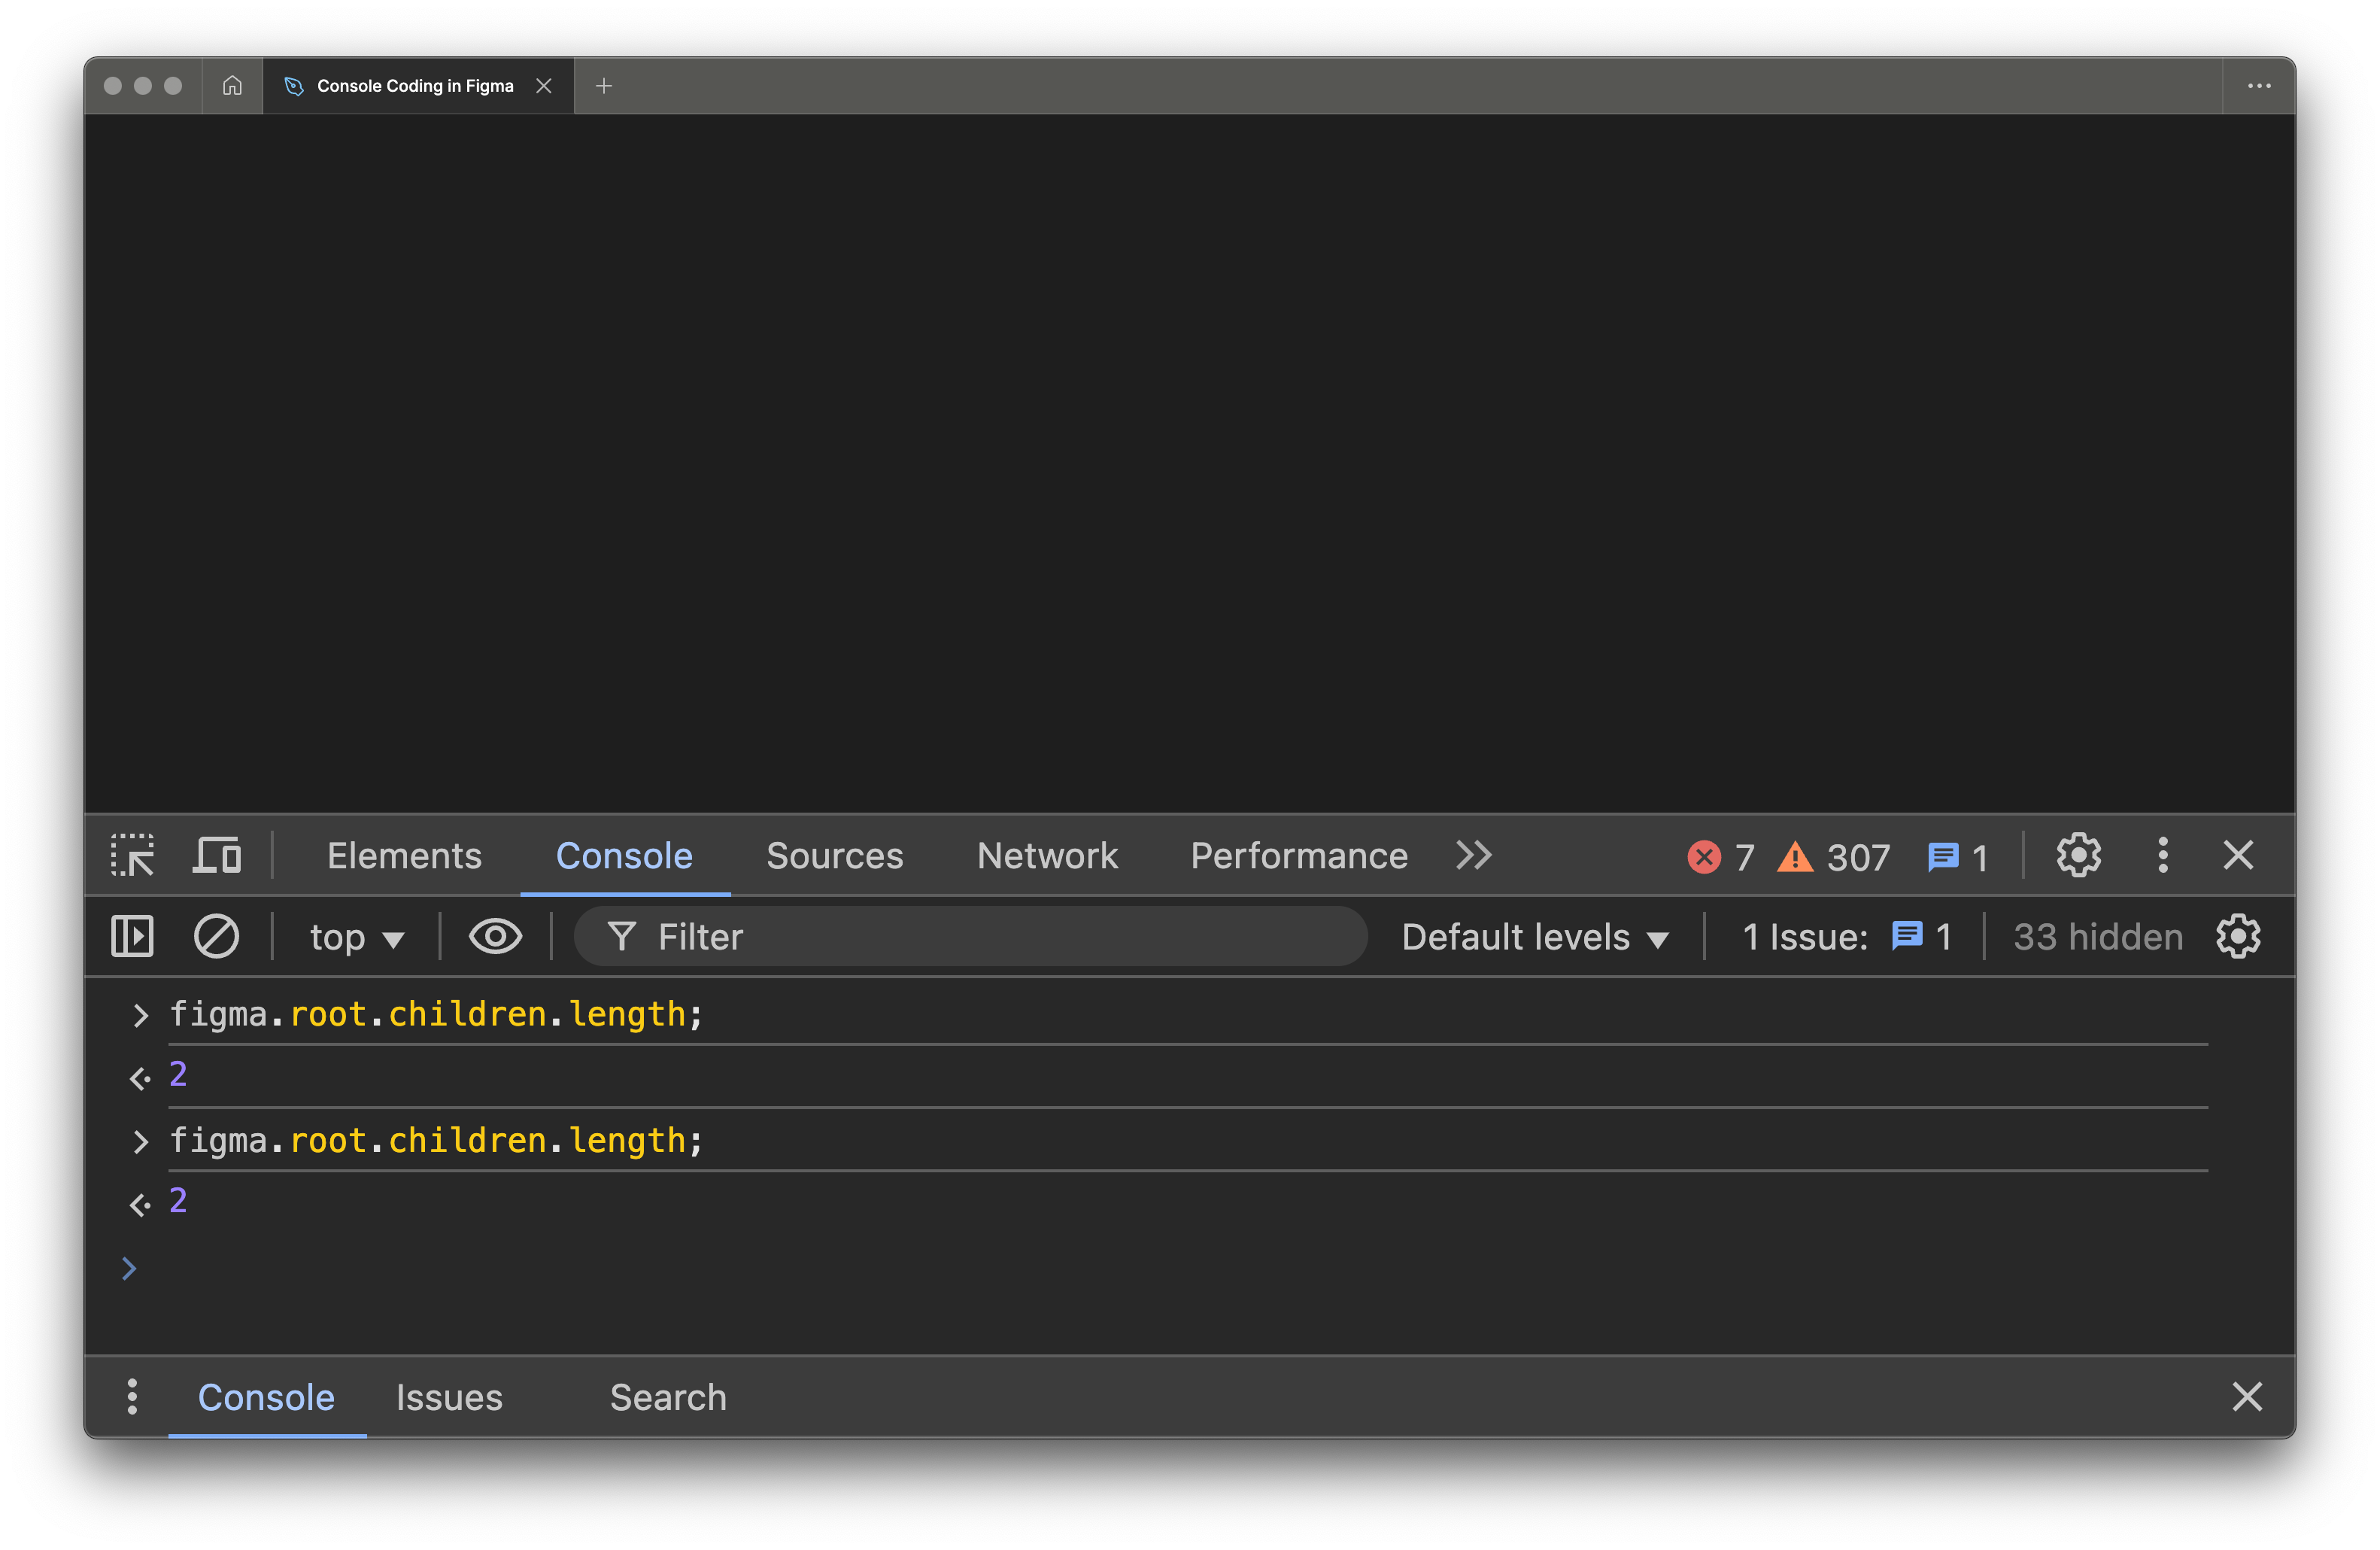 Console Coding in Figma
Elements Console Sources Network Performance 7 307 1
top Filter Default levels 1 Issue: 1 33 hidden
figma.root.children.length;
2
figma.root.children.length;
2
Console Issues Search